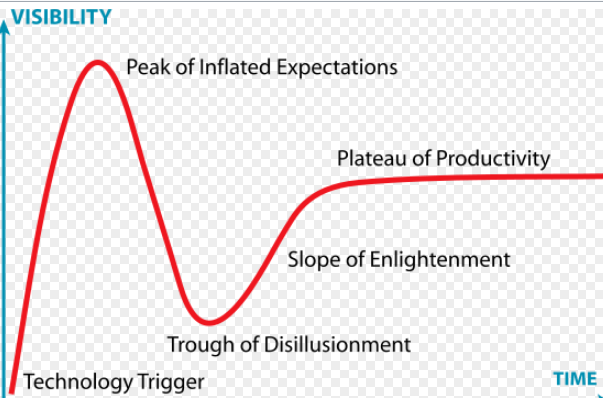 VISIBILITY
Peak of Inflated Expectations
Plateau of Productivity
Slope of Enlightenment
Trough of Disillusionment
Technology Trigger
TIME